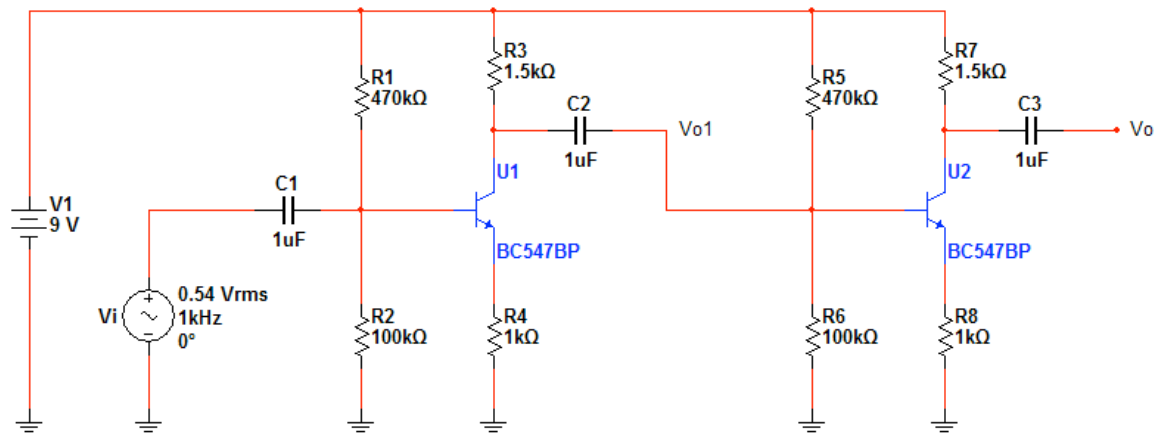 R3
1.5kΩ
R7
1.5kΩ
R1
470kΩ
R5
470kΩ
C2
1uF
Vo1
C3
1uF
Vo
U1
U2
C1
1uF
V1
9 V
BC547BP
BC547BP
Vi
0.54 Vrms
1kHz
0°
R2
100kΩ
R4
1kΩ
R6
100kΩ
R8
1kΩ